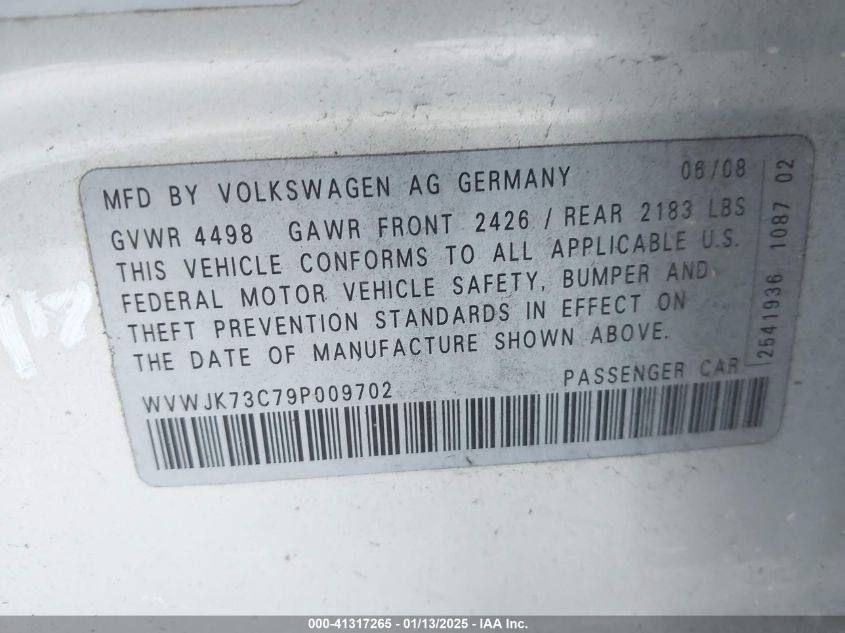 MFD BY VOLKSWAGEN AG GERMANY 06/08
GVWR 4498 GAWR FRONT 2426 / REAR 2183 LBS
THIS VEHICLE CONFORMS TO ALL APPLICABLE U.S.
FEDERAL MOTOR VEHICLE SAFETY, BUMPER AND
THEFT PREVENTION STANDARDS IN EFFECT ON
THE DATE OF MANUFACTURE SHOWN ABOVE.
WVWJK73C79P009702 PASSENGER CAR
2541936 1087 02
000-41317265 - 01/13/2025 - IAA Inc.